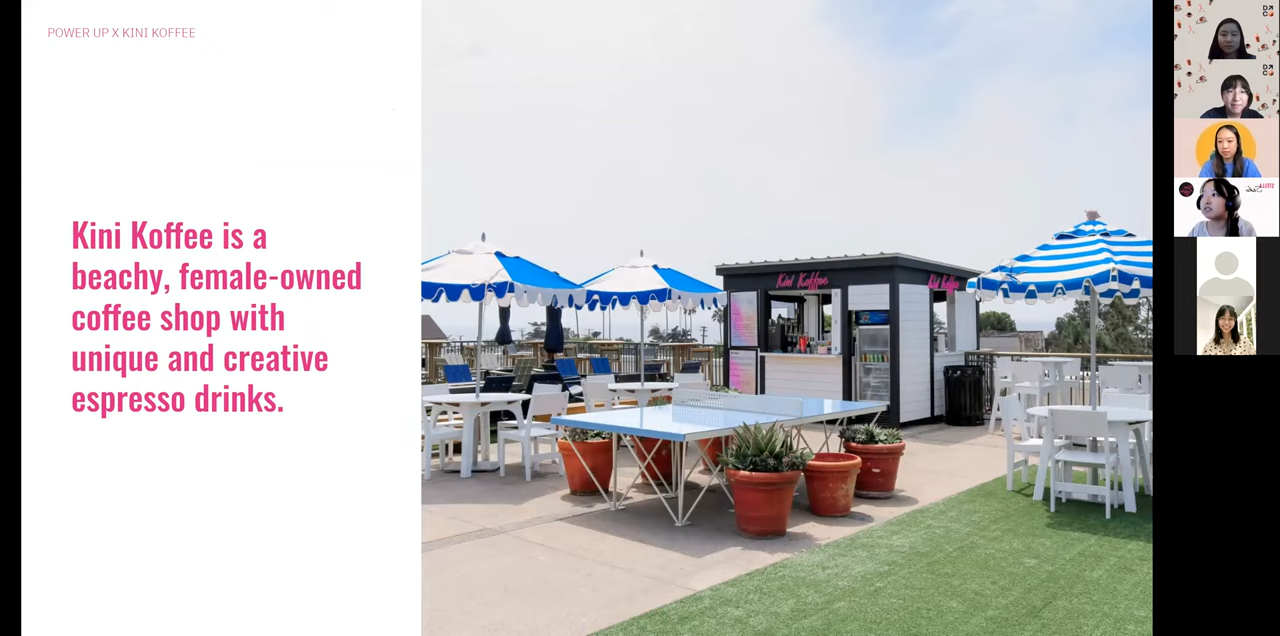 POWER UP X KINI KOFFEE
Kini Koffee is a
beachy, female-owned
coffee shop with
unique and creative
espresso drinks.
Kini Koffee
Kini Koffee